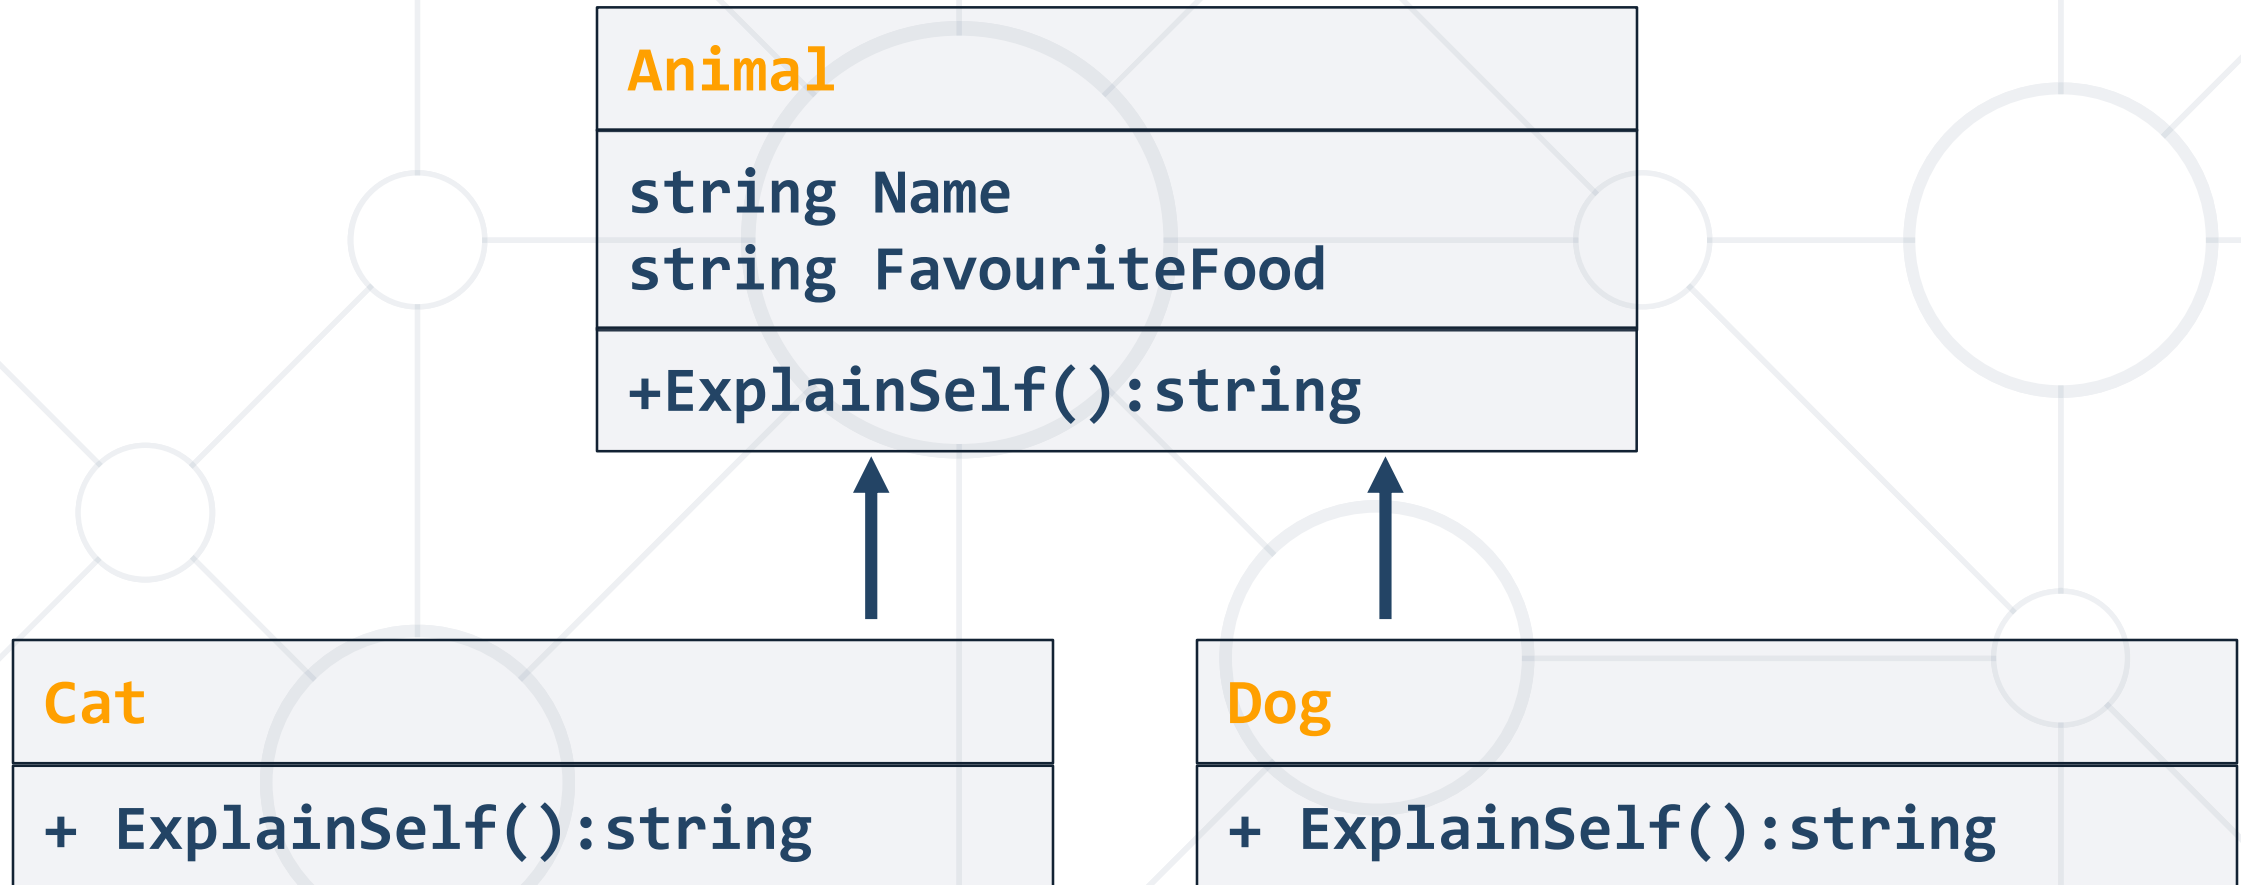 Animal
string Name
string FavouriteFood
+ExplainSelf():string
Cat
+ ExplainSelf():string
Dog
+ ExplainSelf():string